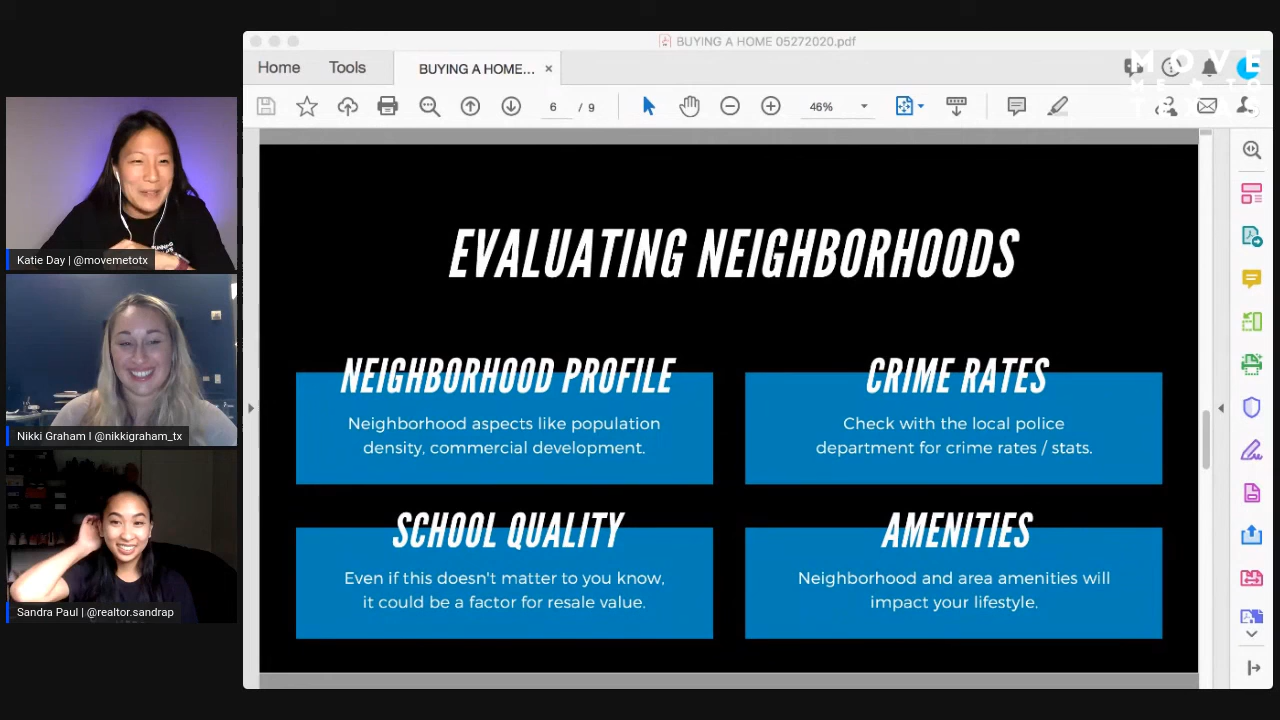 BUYING A HOME 05272020.pdf
Home
Tools
BUYING A HOME...
MOVE
ME TO
6 / 9
46%
Katie Day | @movemetotx
Nikki Graham I @nikkigraham_tx
Sandra Paul | @realtor.sandrap
EVALUATING NEIGHBORHOODS
NEIGHBORHOOD PROFILE
Neighborhood aspects like population
density, commercial development.
CRIME RATES
Check with the local police
department for crime rates / stats.
SCHOOL QUALITY
Even if this doesn't matter to you know,
it could be a factor for resale value.
AMENITIES
Neighborhood and area amenities will
impact your lifestyle.